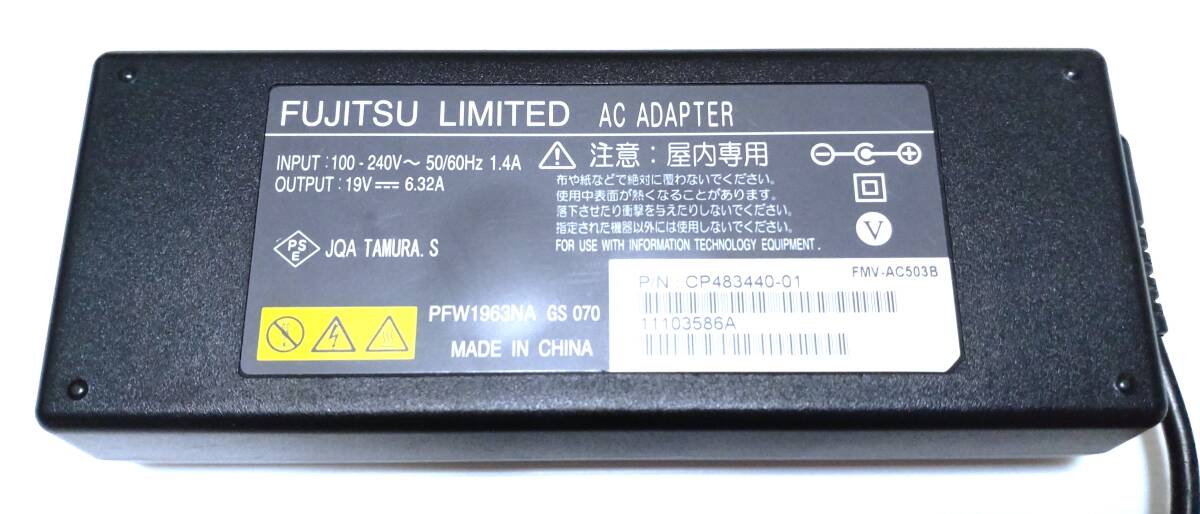 FUJITSU LIMITED AC ADAPTER
INPUT : 100 - 240V～ 50/60Hz 1.4A
OUTPUT : 19V⎓ 6.32A
注意：屋内専用
布や紙などで絶対に覆わないでください。
使用中表面が熱くなることがあります。
落下させたり衝撃を与えたりしないでください。
指定された機器以外には使用しないでください。
FOR USE WITH INFORMATION TECHNOLOGY EQUIPMENT.
V
PS
E
JQA TAMURA. S
PFW1963NA GS 070
MADE IN CHINA
FMV-AC503B
P/N : CP483440-01
11103586A